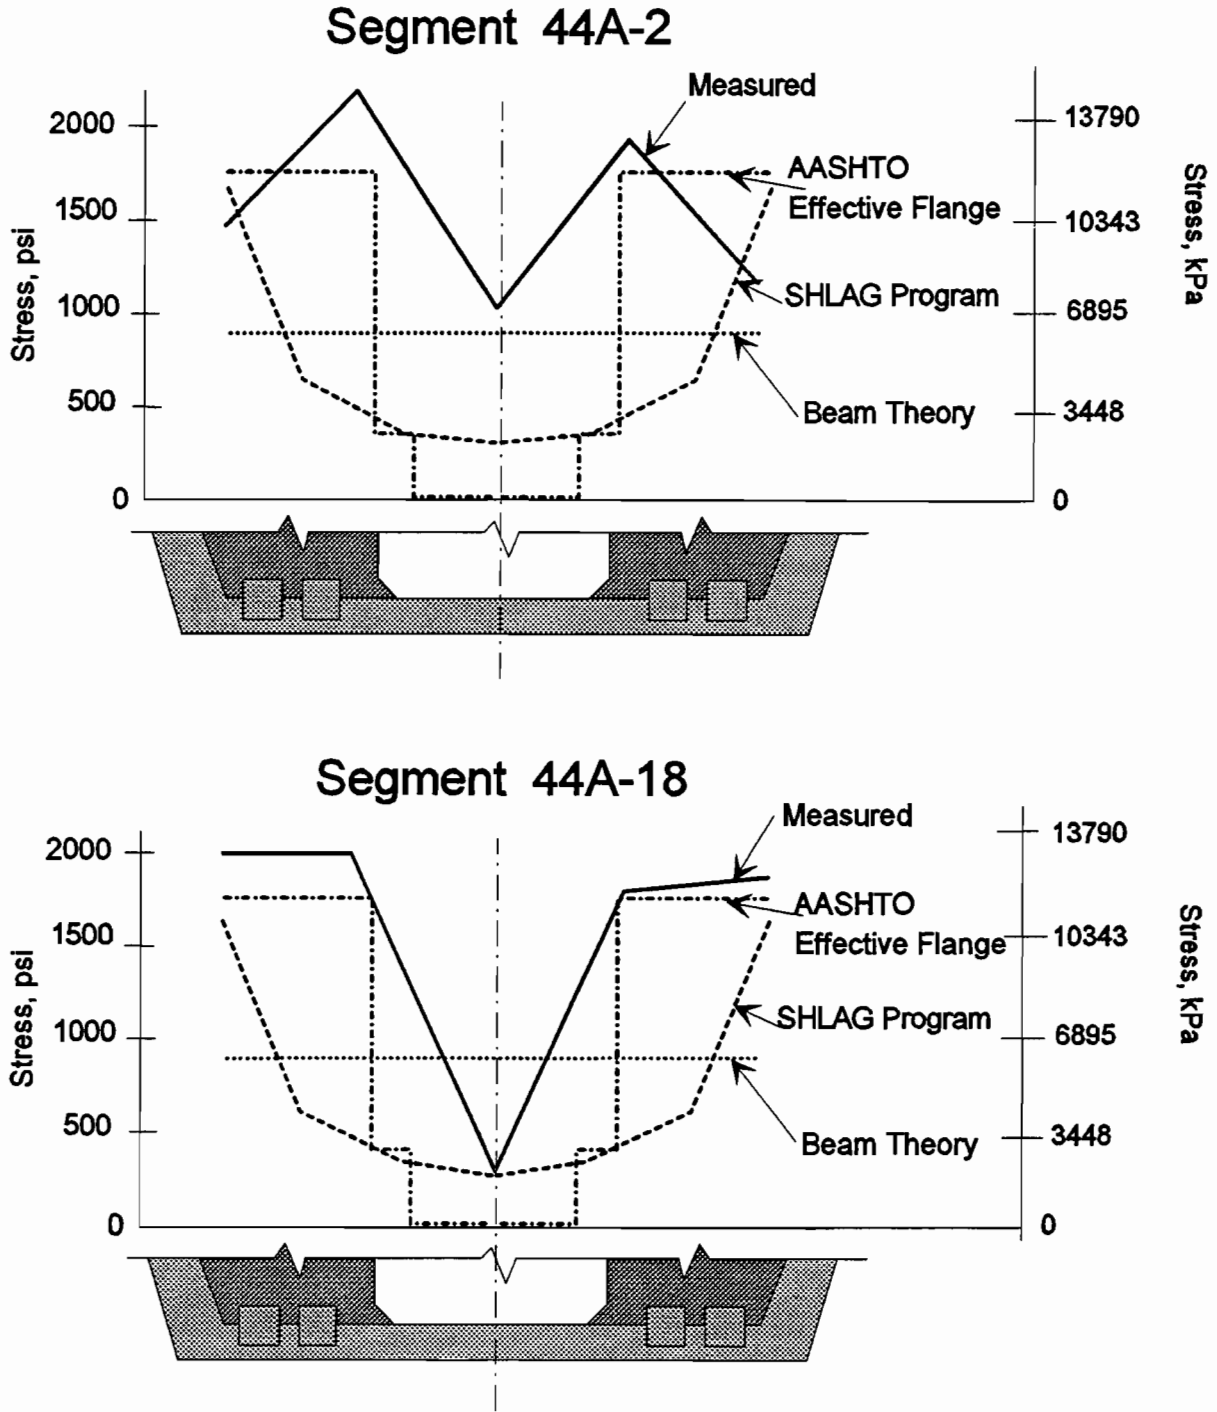 Segment 44A-2
Measured
2000
13790
AASHTO
Effective Flange
1500
10343
Stress, psi
Stress, kPa
SHLAG Program
1000
6895
Beam Theory
500
3448
0
0
Segment 44A-18
Measured
2000
13790
AASHTO
Effective Flange
1500
10343
Stress, psi
Stress, kPa
SHLAG Program
1000
6895
Beam Theory
500
3448
0
0